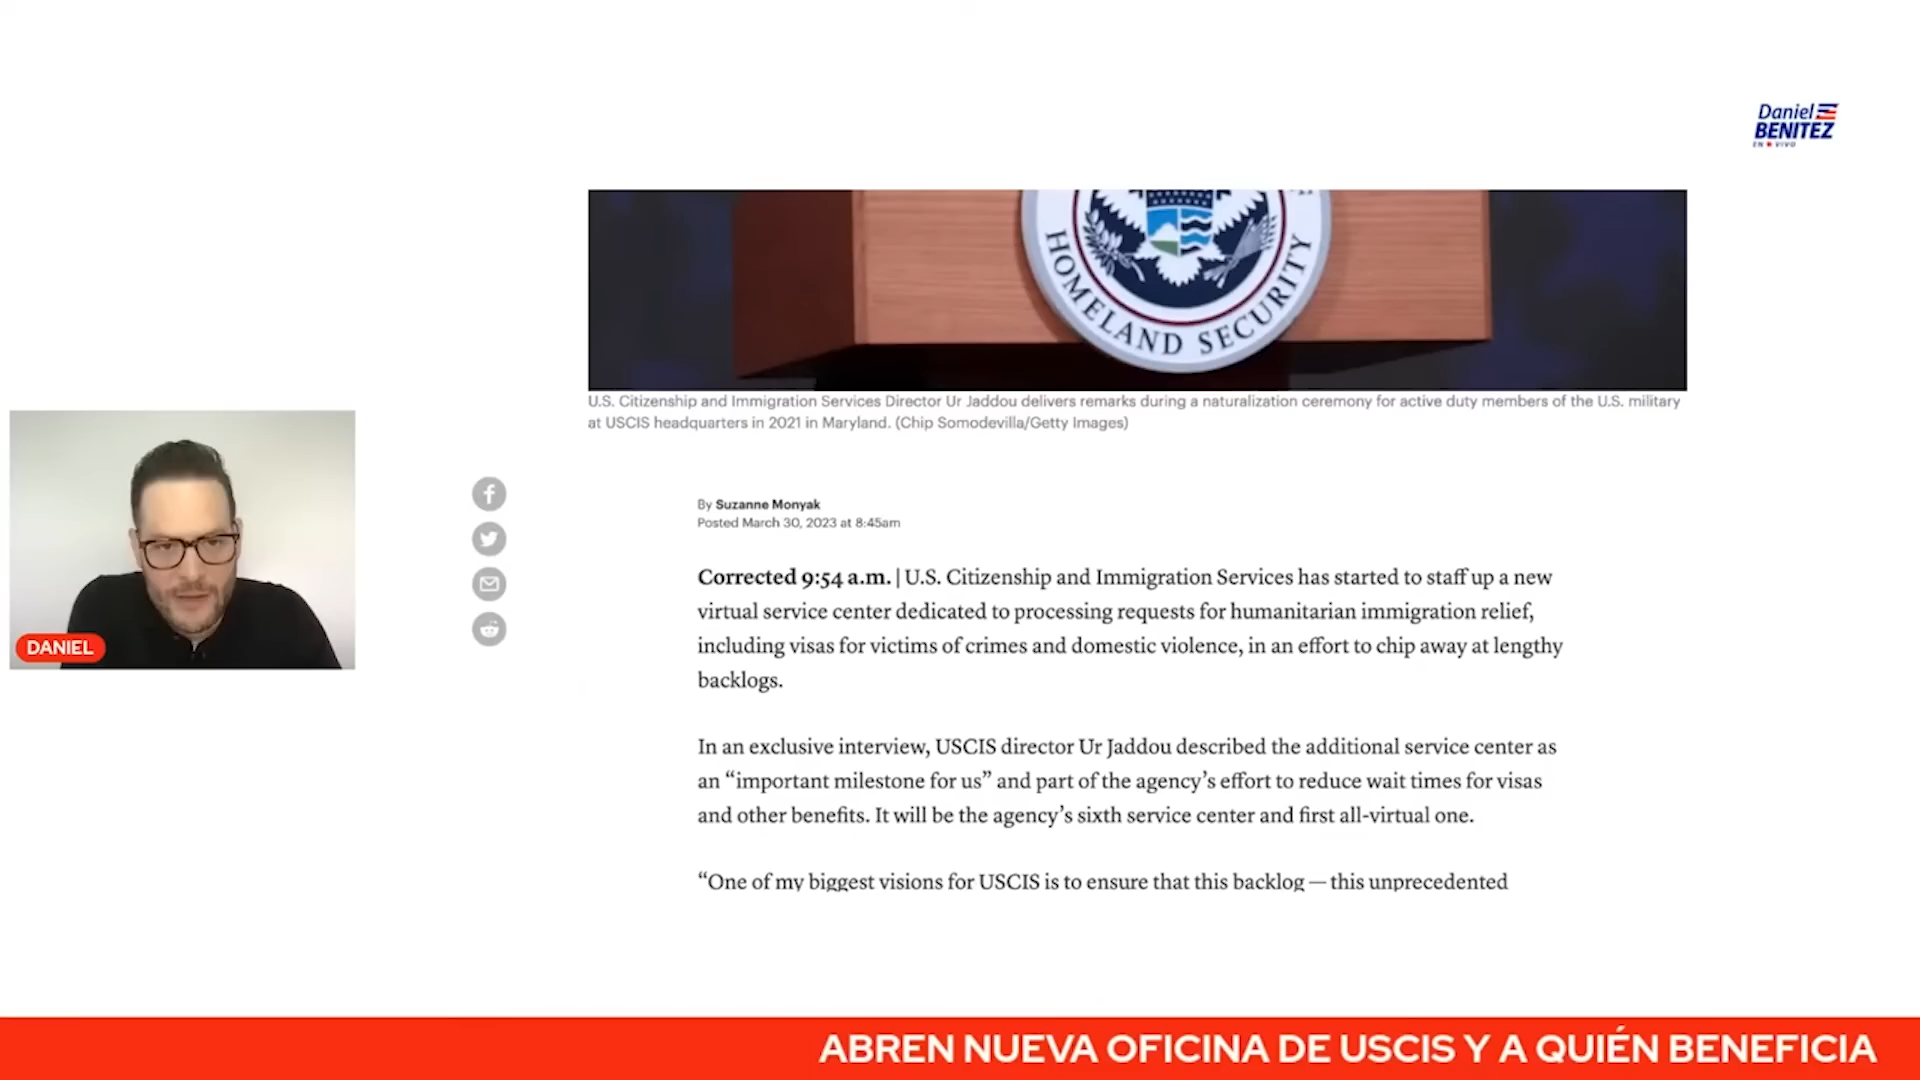 Daniel
BENITEZ
EN VIVO
HOMELAND SECURITY
U.S. Citizenship and Immigration Services Director Ur Jaddou delivers remarks during a naturalization ceremony for active duty members of the U.S. military
at USCIS headquarters in 2021 in Maryland. (Chip Somodevilla/Getty Images)
By Suzanne Monyak
Posted March 30, 2023 at 8:45am
Corrected 9:54 a.m. | U.S. Citizenship and Immigration Services has started to staff up a new
virtual service center dedicated to processing requests for humanitarian immigration relief,
including visas for victims of crimes and domestic violence, in an effort to chip away at lengthy
backlogs.
In an exclusive interview, USCIS director Ur Jaddou described the additional service center as
an “important milestone for us” and part of the agency’s effort to reduce wait times for visas
and other benefits. It will be the agency’s sixth service center and first all-virtual one.
“One of my biggest visions for USCIS is to ensure that this backlog — this unprecedented
DANIEL
ABREN NUEVA OFICINA DE USCIS Y A QUIÉN BENEFICIA